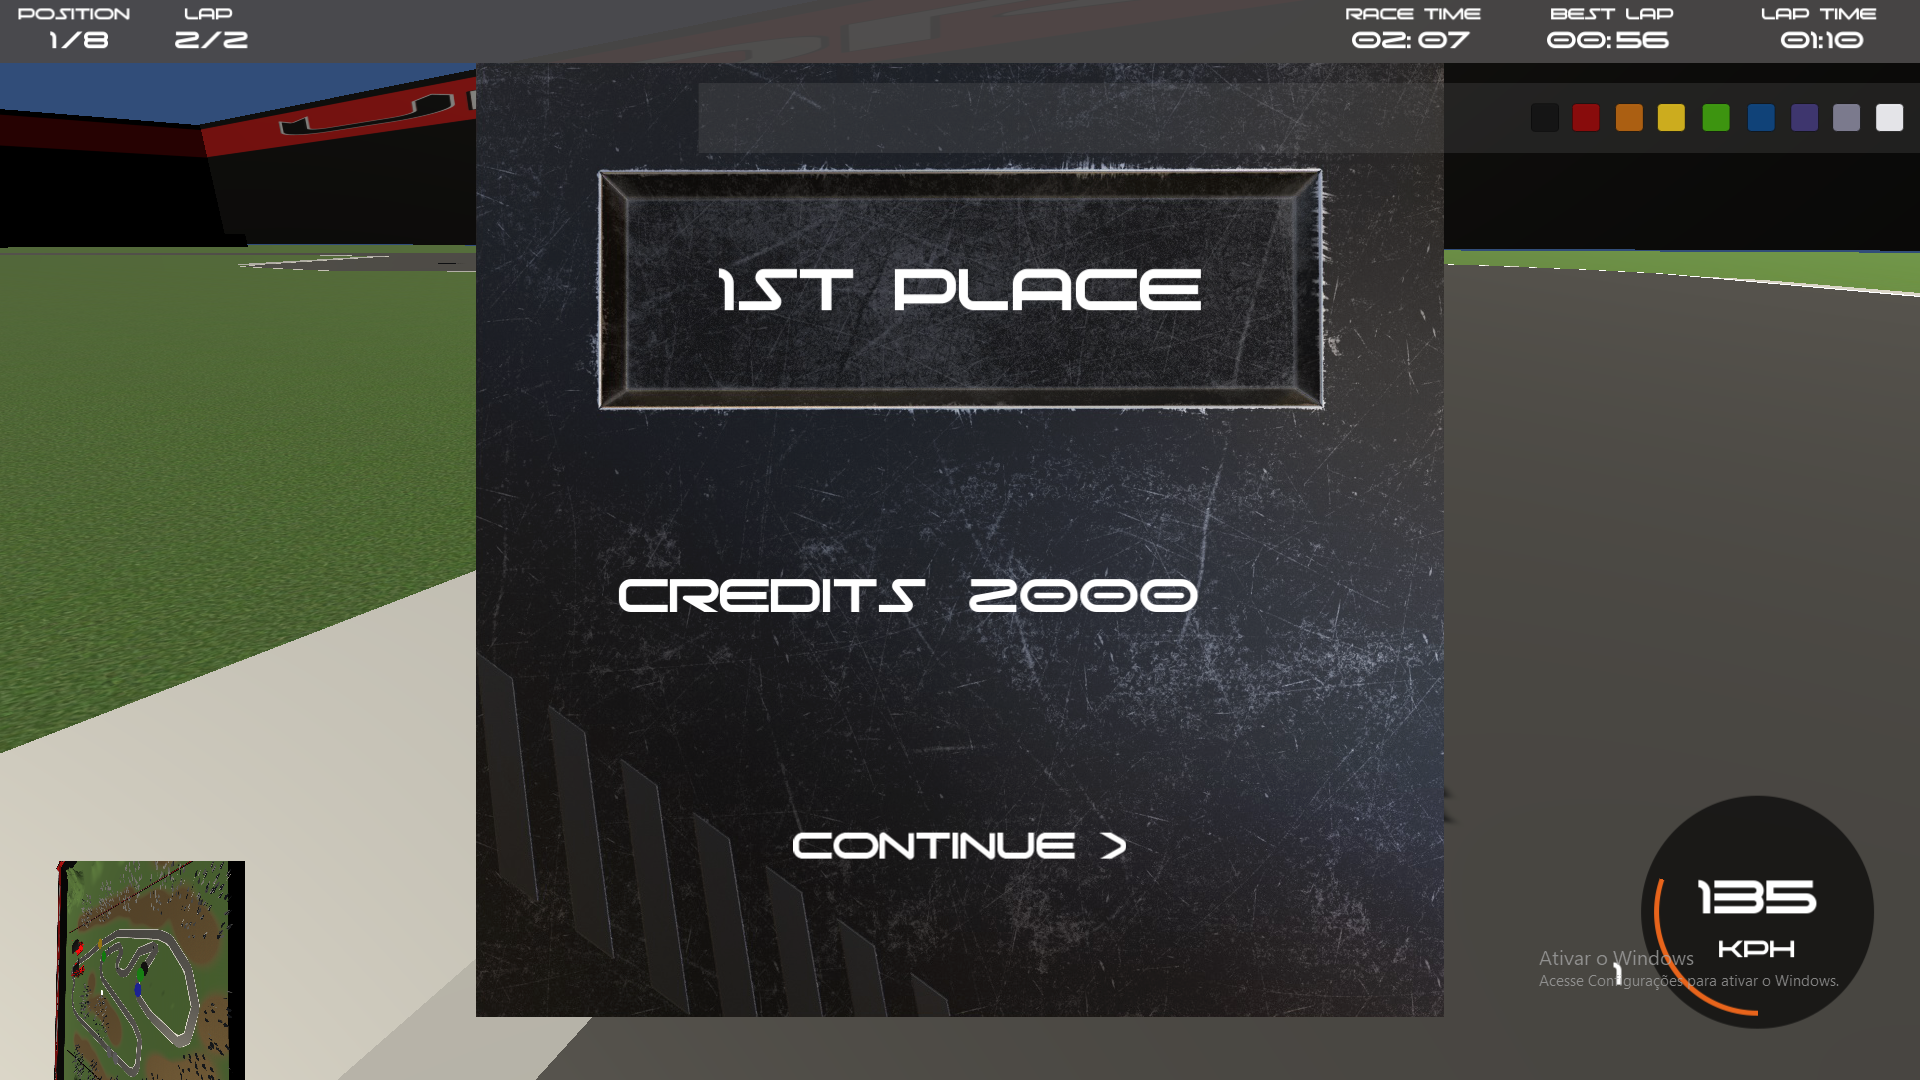 POSITION
1/8
LAP
2/2
RACE TIME
02:07
BEST LAP
00:56
LAP TIME
01:10
1ST PLACE
CREDITS 2000
CONTINUE >
135
KPH
1
Ativar o Windows
Acesse Configurações para ativar o Windows.